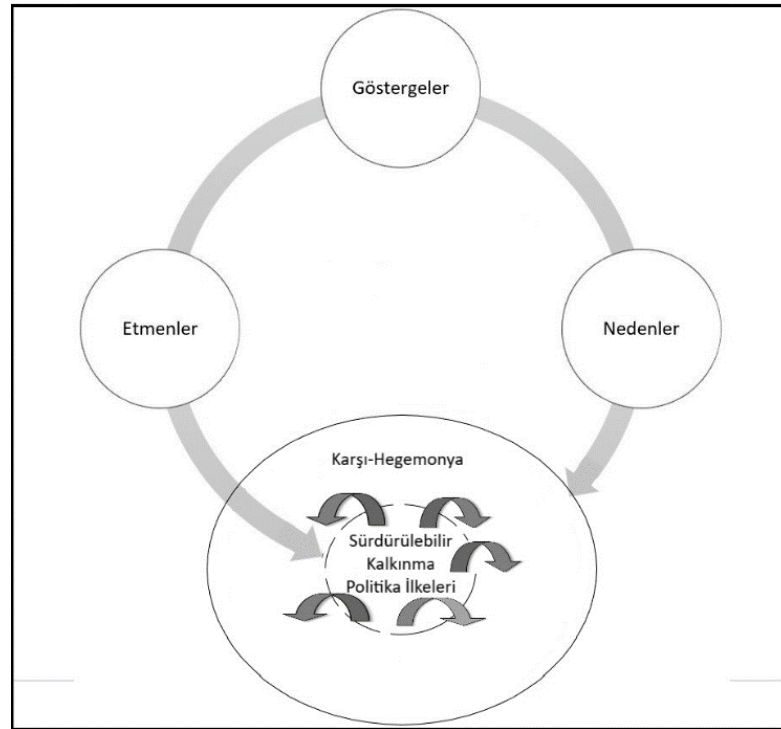 Göstergeler
Etmenler
Nedenler
Karşı-Hegemonya
Sürdürülebilir
Kalkınma
Politika İlkeleri